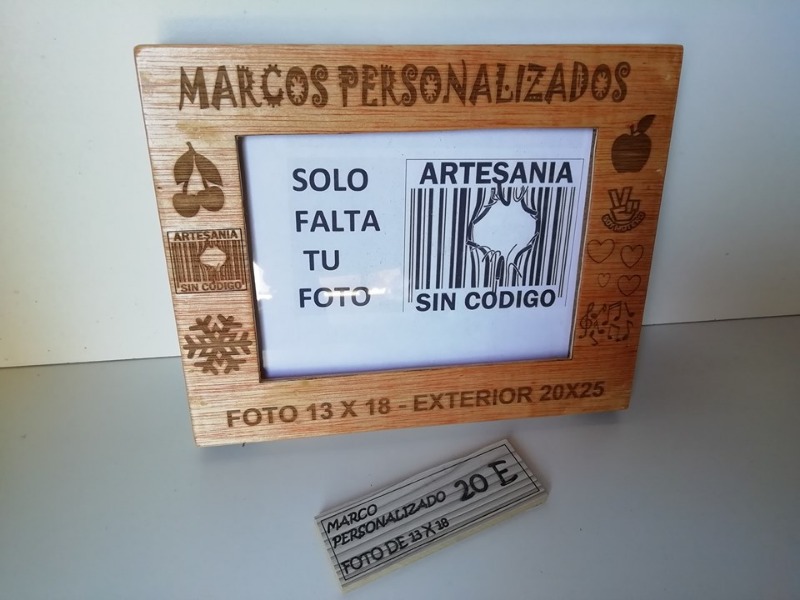 MARCOS PERSONALIZADOS
SOLO
FALTA
TU
FOTO
ARTESANIA
SIN CODIGO
ARTESANIA
SIN CODIGO
FOTO 13 X 18 - EXTERIOR 20X25
MARCO
PERSONALIZADO 20 E
FOTO DE 13 X 18